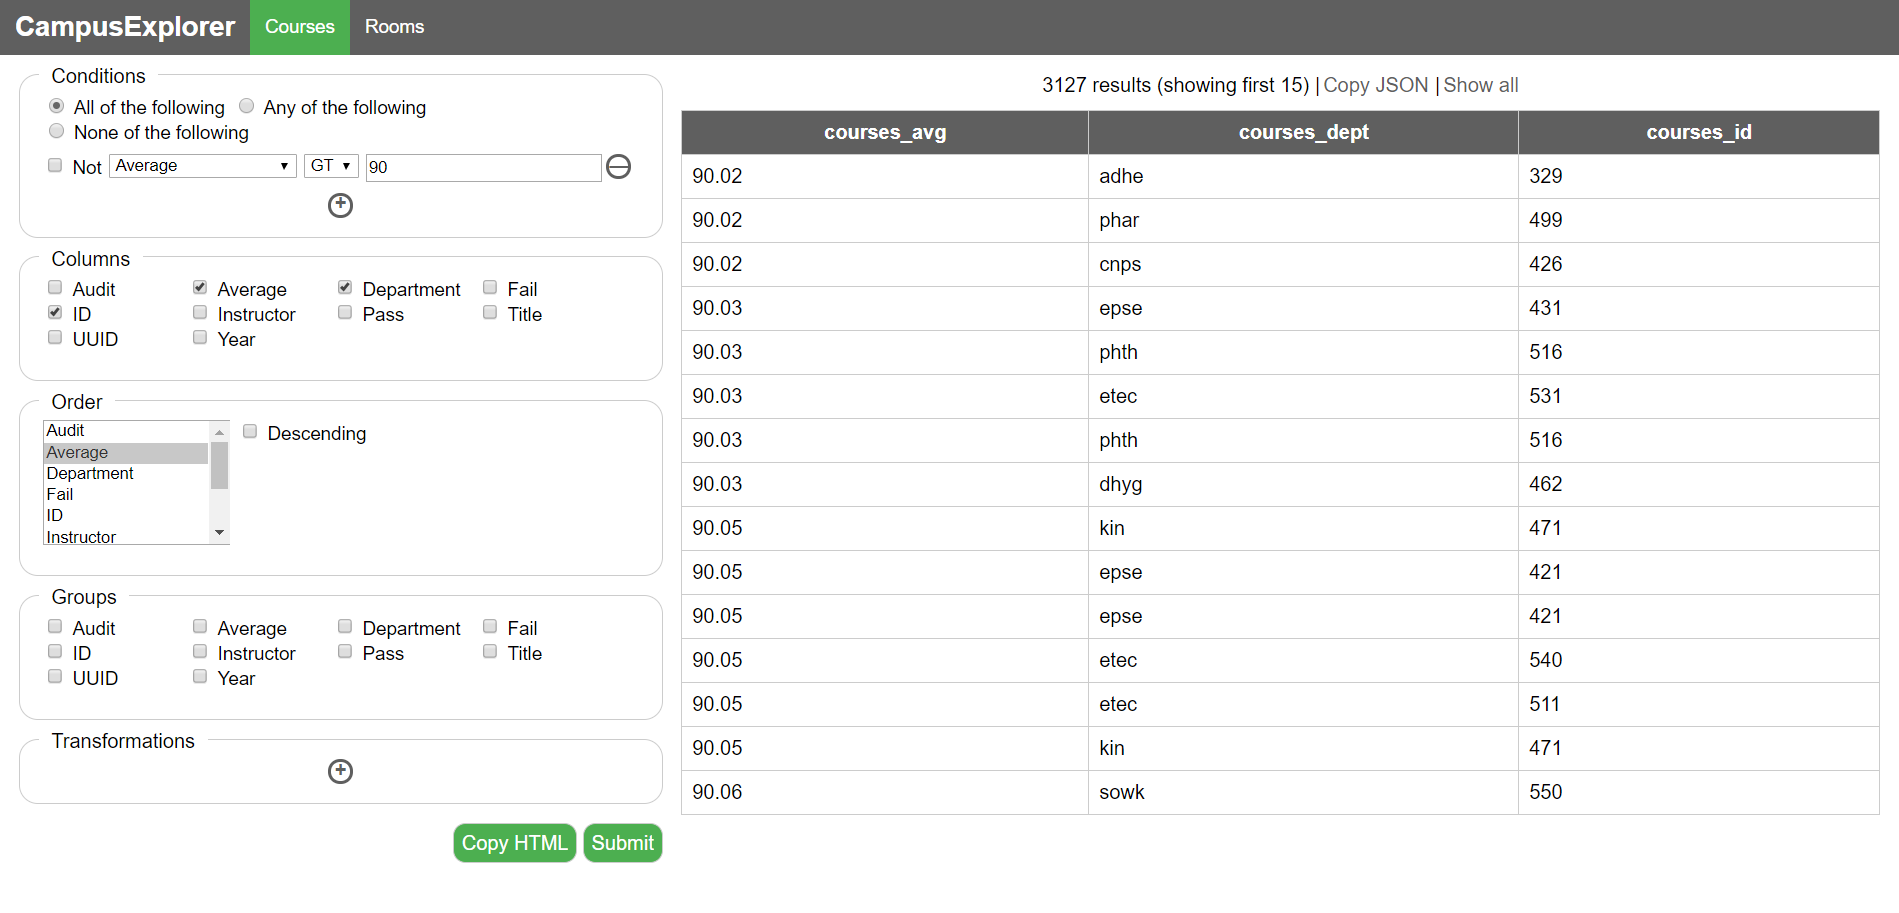 CampusExplorer Courses Rooms
Conditions
All of the following Any of the following
None of the following
Not Average GT 90
Columns
Audit Average Department Fail
ID Instructor Pass Title
UUID Year
Order
Audit
Average
Department
Fail
ID
Instructor
Descending
Groups
Audit Average Department Fail
ID Instructor Pass Title
UUID Year
Transformations
Copy HTML Submit
3127 results (showing first 15) | Copy JSON | Show all
courses_avg courses_dept courses_id
90.02 adhe 329
90.02 phar 499
90.02 cnps 426
90.03 epse 431
90.03 phth 516
90.03 etec 531
90.03 phth 516
90.03 dhyg 462
90.05 kin 471
90.05 epse 421
90.05 epse 421
90.05 etec 540
90.05 etec 511
90.05 kin 471
90.06 sowk 550